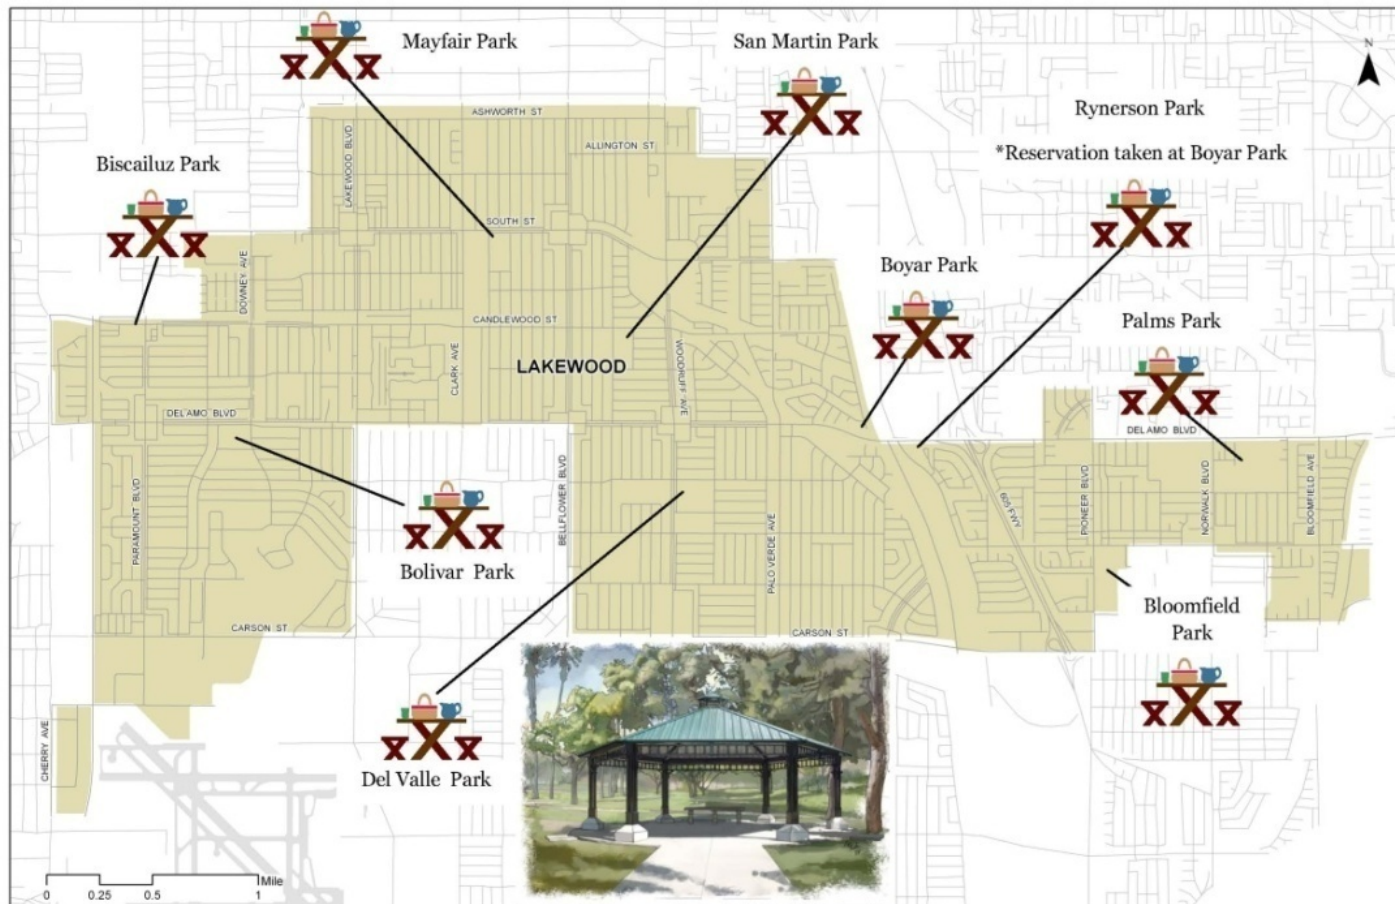 Mayfair Park
San Martin Park
N
Rynerson Park
*Reservation taken at Boyar Park
ASHWORTH ST
ALLINGTON ST
LAKEWOOD BLVD
Biscailuz Park
SOUTH ST
DOWNEY AVE
Boyar Park
CANDLEWOOD ST
Palms Park
CLARK AVE
LAKEWOOD
WOODRUFF AVE
DEL AMO BLVD
DEL AMO BLVD
BELLFLOWER BLVD
PARAMOUNT BLVD
PALO VERDE AVE
605 FWY
PIONEER BLVD
NORWALK BLVD
BLOOMFIELD AVE
Bolivar Park
Bloomfield
Park
CARSON ST
CARSON ST
CHERRY AVE
Del Valle Park
Mile
0 0.25 0.5 1